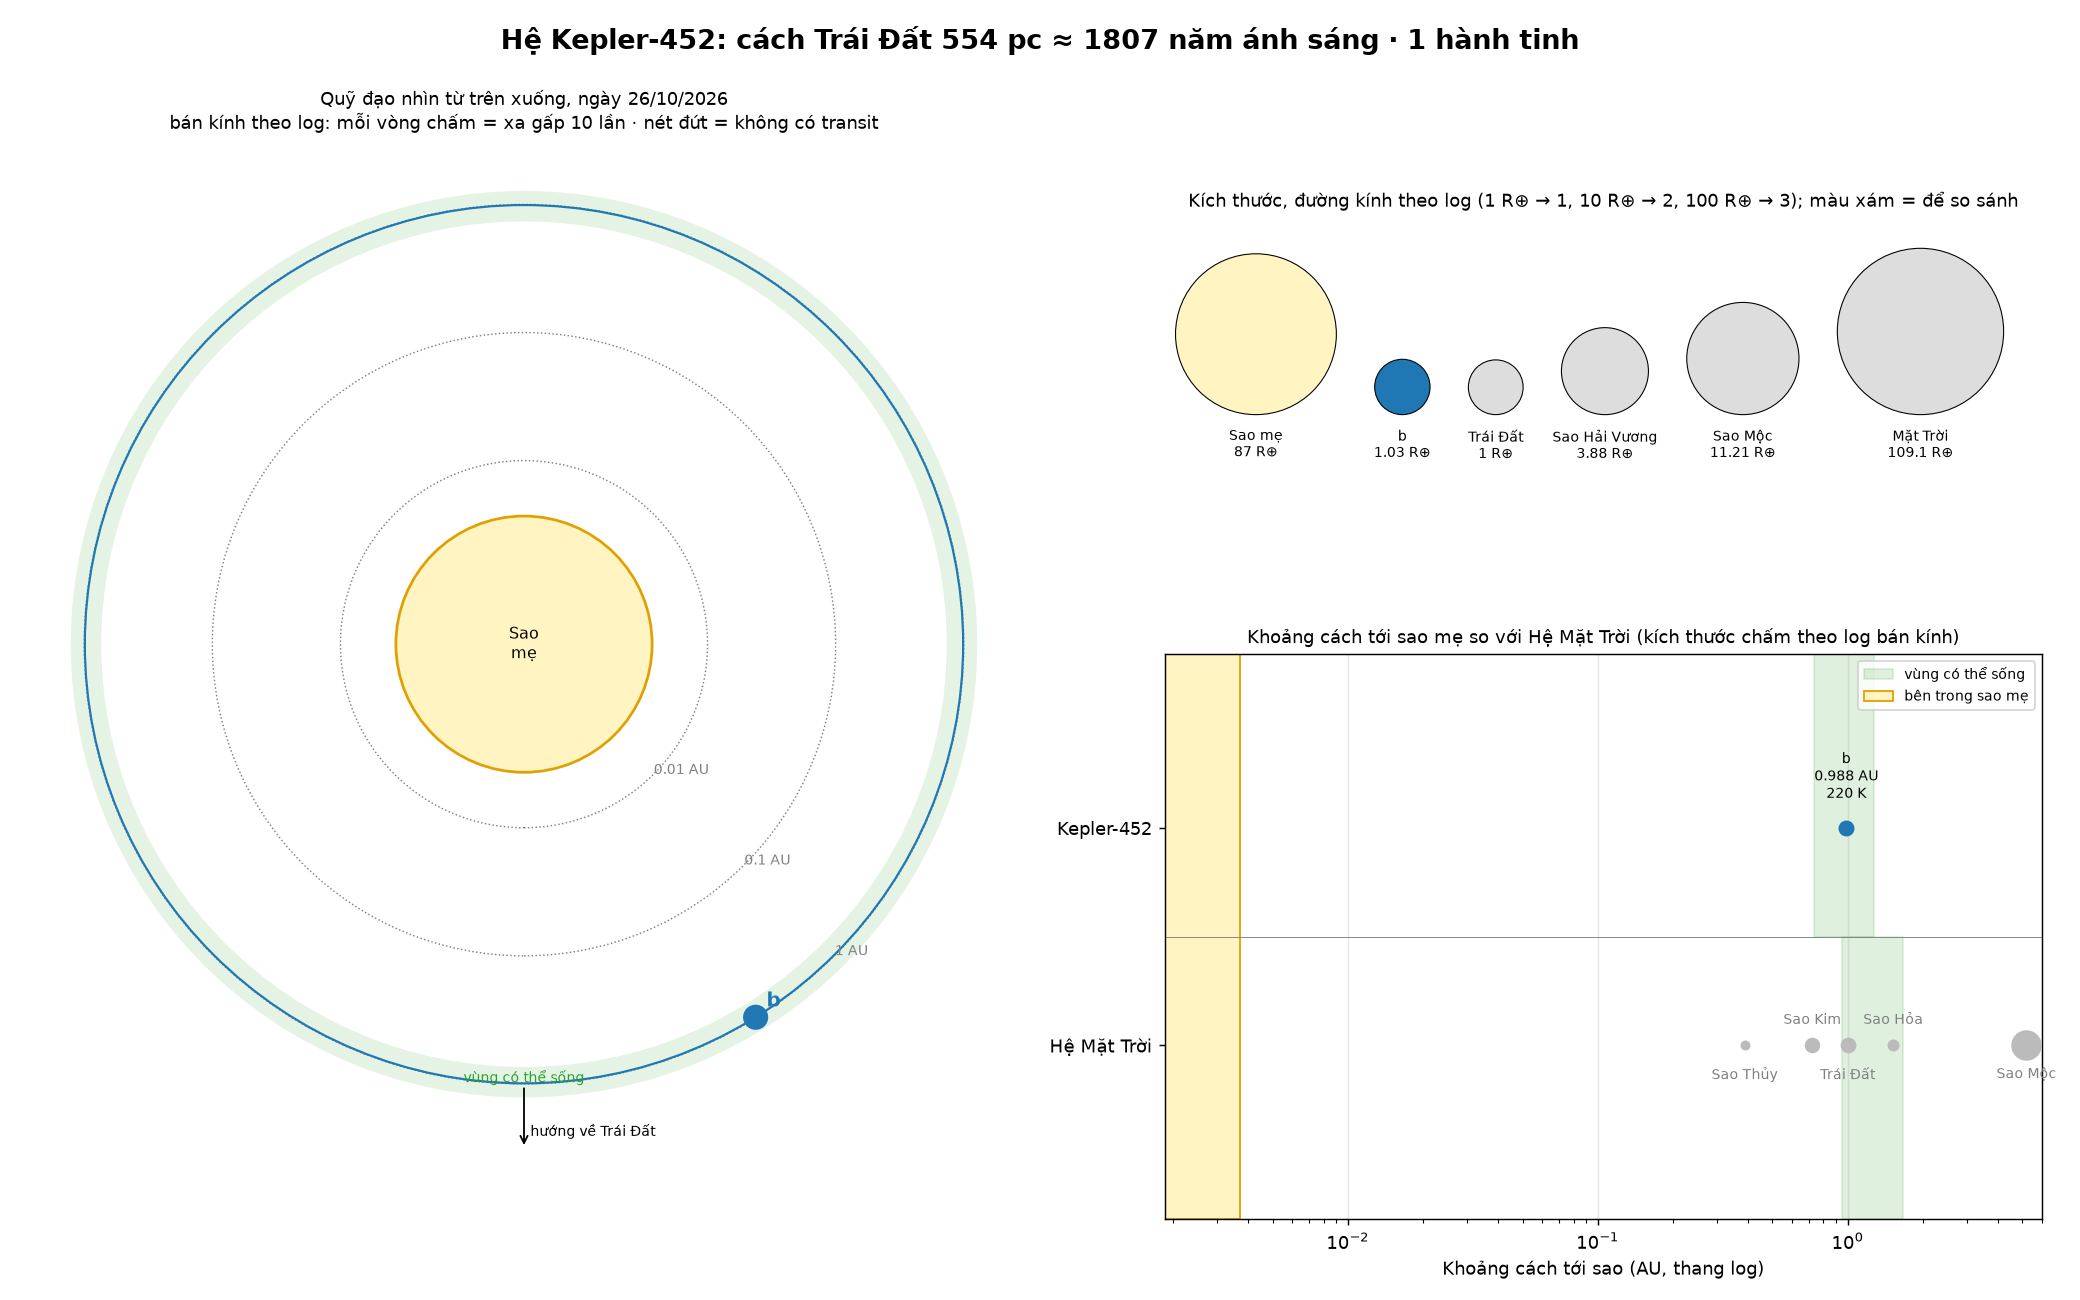 Hệ Kepler-452: cách Trái Đất 554 pc ≈ 1807 năm ánh sáng · 1 hành tinh
Quỹ đạo nhìn từ trên xuống, ngày 26/10/2026
bán kính theo log: mỗi vòng chấm = xa gấp 10 lần · nét đứt = không có transit
Sao
mẹ
0.01 AU
0.1 AU
1 AU
b
vùng có thể sống
hướng về Trái Đất
Kích thước, đường kính theo log (1 R⊕ → 1, 10 R⊕ → 2, 100 R⊕ → 3); màu xám = để so sánh
Sao mẹ
87 R⊕
b
1.03 R⊕
Trái Đất
1 R⊕
Sao Hải Vương
3.88 R⊕
Sao Mộc
11.21 R⊕
Mặt Trời
109.1 R⊕
Khoảng cách tới sao mẹ so với Hệ Mặt Trời (kích thước chấm theo log bán kính)
vùng có thể sống
bên trong sao mẹ
b
0.988 AU
220 K
Kepler-452
Hệ Mặt Trời
Sao Kim
Sao Hỏa
Sao Thủy
Trái Đất
Sao Mộc
10⁻²
10⁻¹
10⁰
Khoảng cách tới sao (AU, thang log)